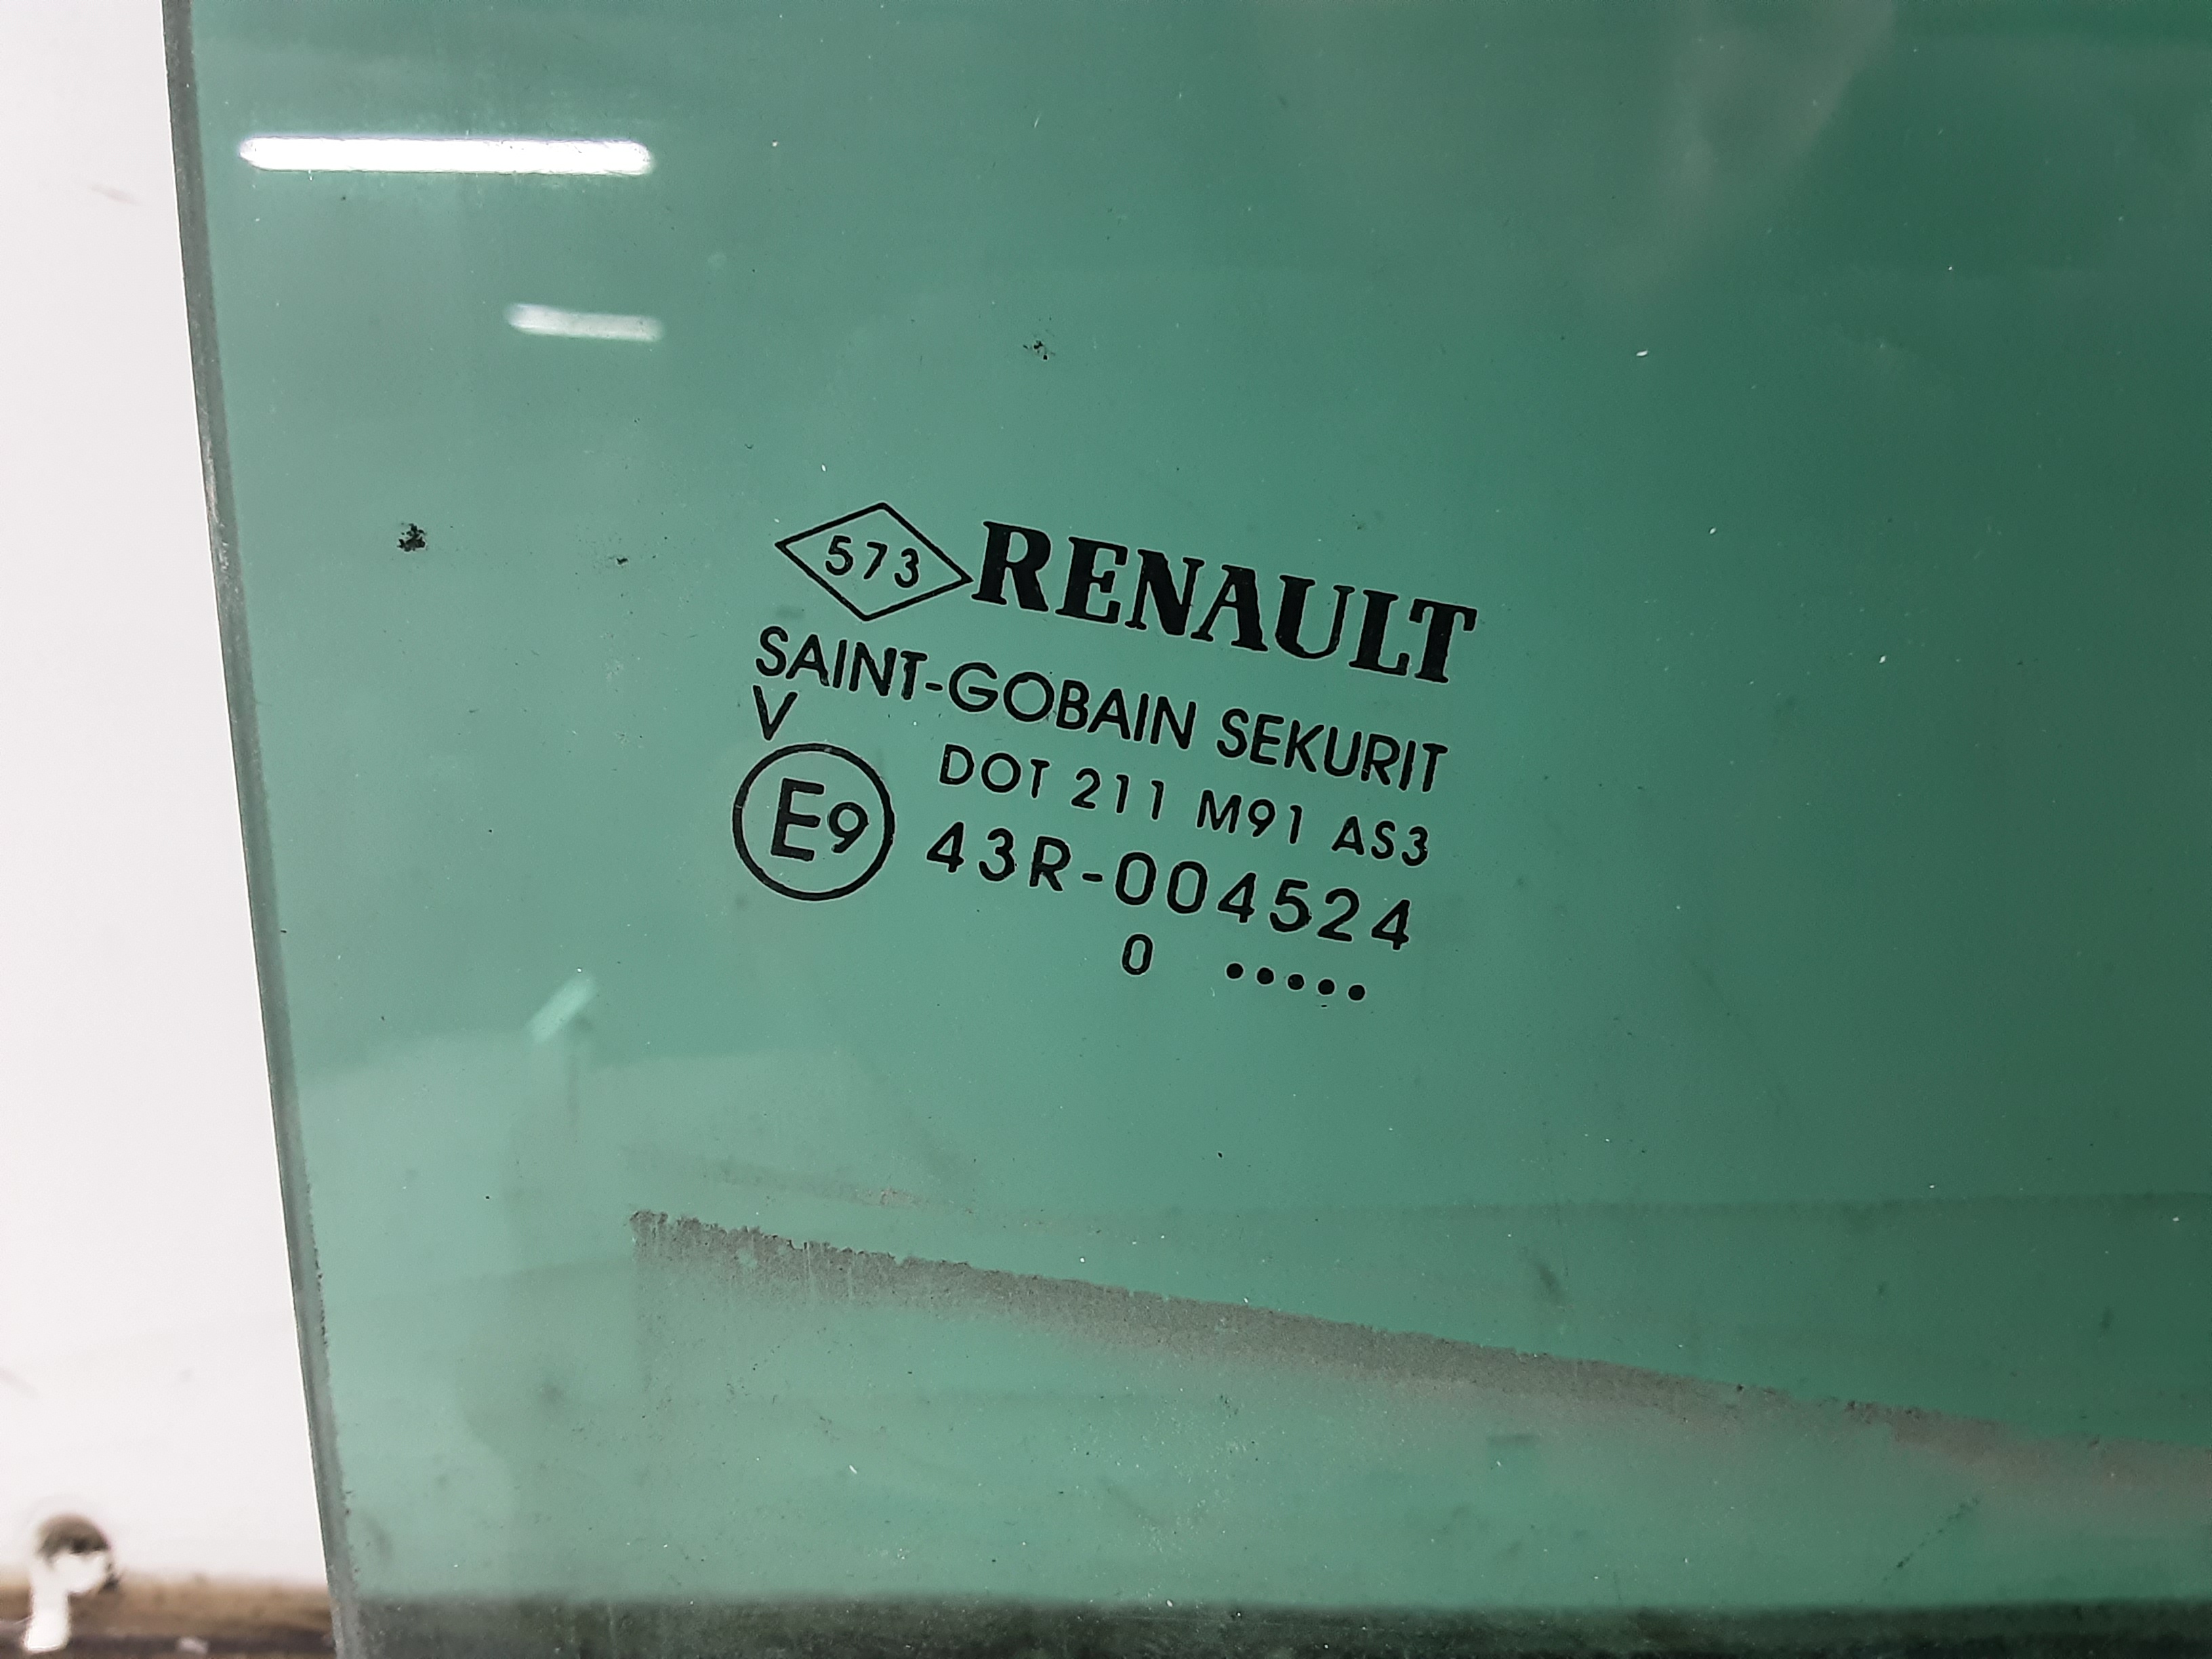 573 RENAULT
SAINT-GOBAIN SEKURIT
V
DOT 211 M91 AS3
E9 43R-004524
0 •••••